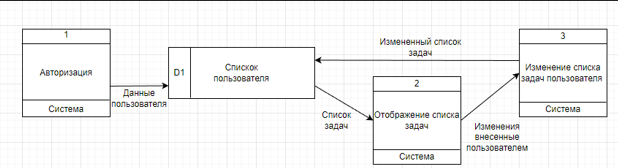 1
Авторизация
Система
Данные
пользователя
D1
Спискок
пользователя
Измененный список
задач
Список
задач
2
Отображение списка
задач
Система
Изменения
внесенные
пользователем
3
Изменение списка
задач пользователя
Система